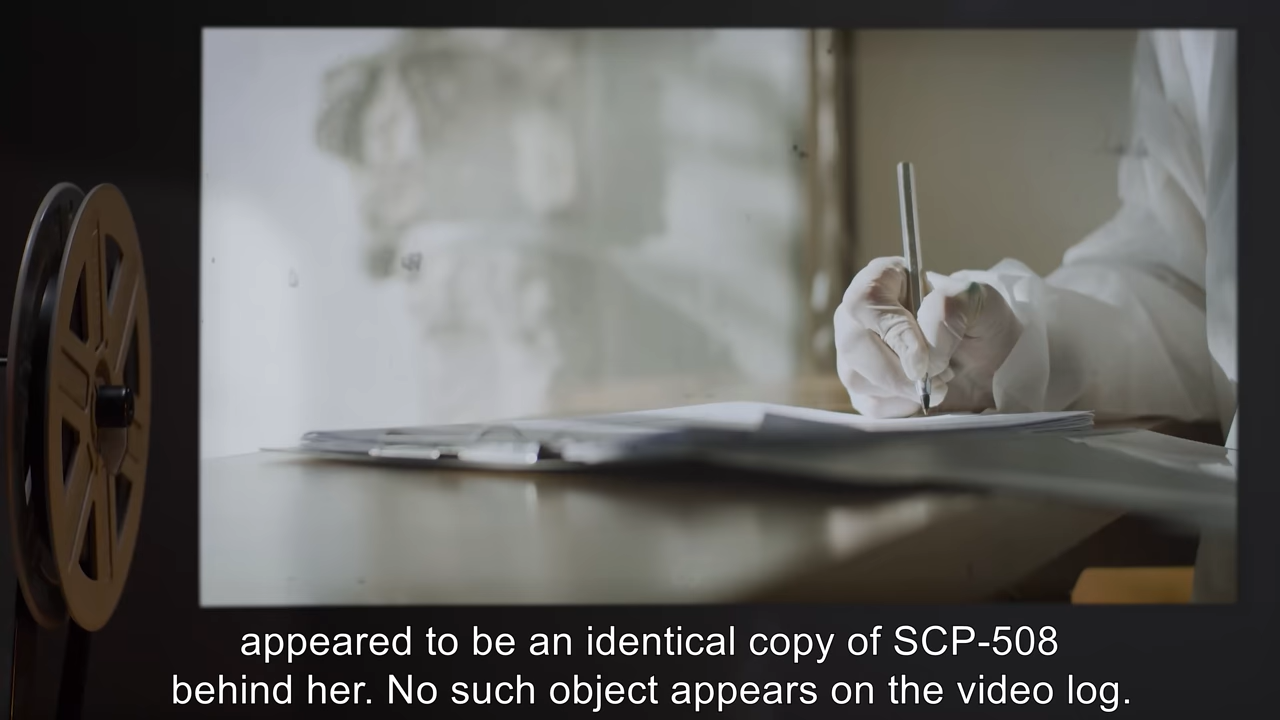 appeared to be an identical copy of SCP-508
behind her. No such object appears on the video log.